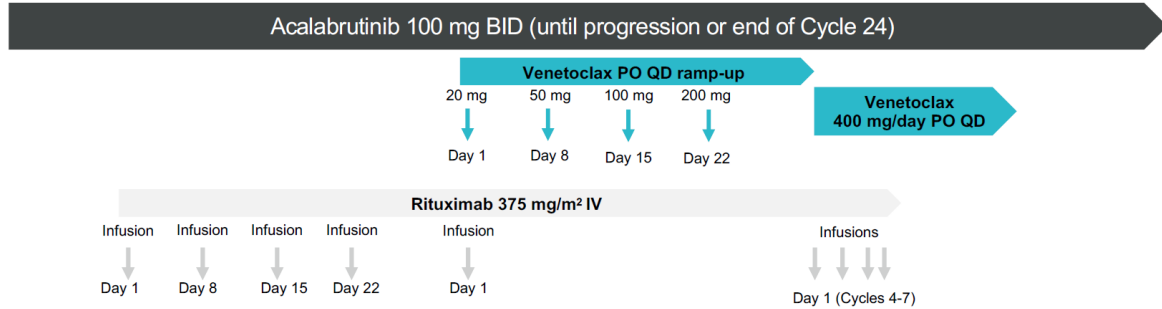 Acalabrutinib 100 mg BID (until progression or end of Cycle 24)
Venetoclax PO QD ramp-up
20 mg 50 mg 100 mg 200 mg
Venetoclax
400 mg/day PO QD
Day 1 Day 8 Day 15 Day 22
Rituximab 375 mg/m² IV
Infusion Infusion Infusion Infusion Infusion Infusions
Day 1 Day 8 Day 15 Day 22 Day 1 Day 1 (Cycles 4-7)